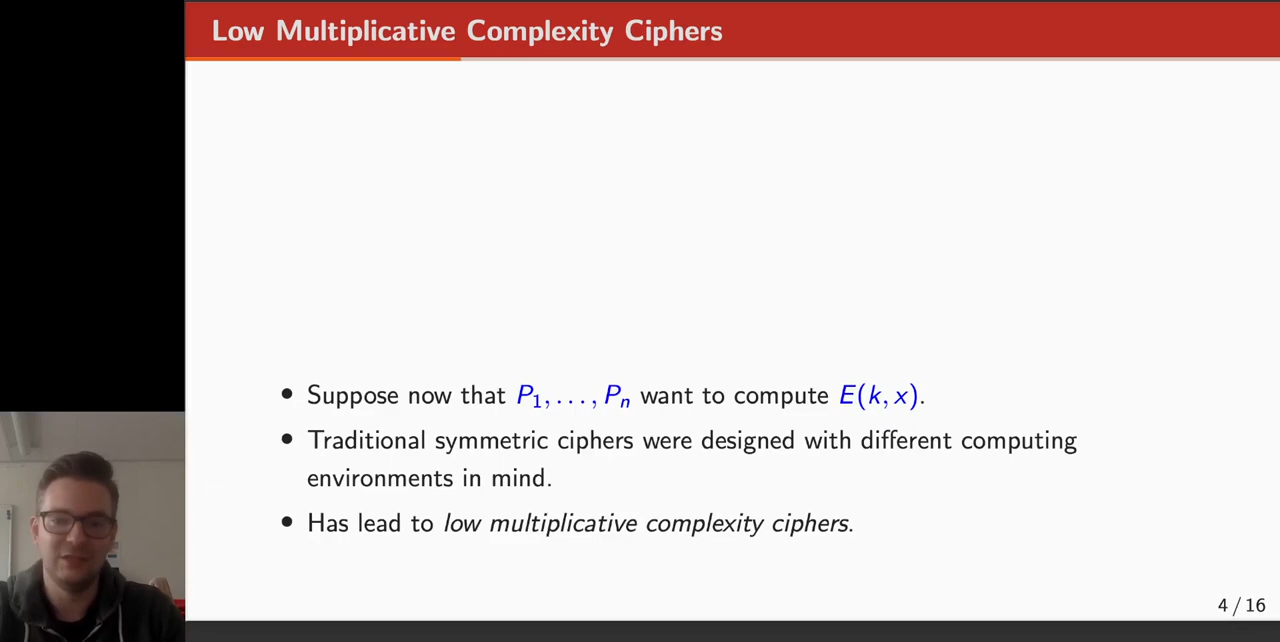 Low Multiplicative Complexity Ciphers
• Suppose now that P₁, . . . , Pₙ want to compute E(k, x).
• Traditional symmetric ciphers were designed with different computing
environments in mind.
• Has lead to low multiplicative complexity ciphers.
4 / 16